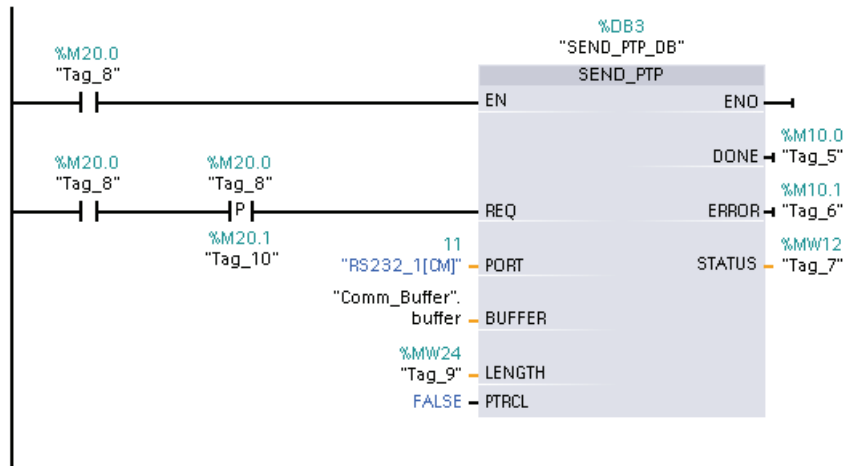 %DB3
"SEND_PTP_DB"
SEND_PTP
%M20.0
"Tag_8"
EN
ENO
DONE
%M10.0
"Tag_5"
%M20.0
"Tag_8"
%M20.0
"Tag_8"
P
%M20.1
"Tag_10"
REQ
ERROR
%M10.1
"Tag_6"
11
"RS232_1[CM]"
PORT
STATUS
%MW12
"Tag_7"
"Comm_Buffer".
buffer
BUFFER
%MW24
"Tag_9"
LENGTH
FALSE
PTRCL